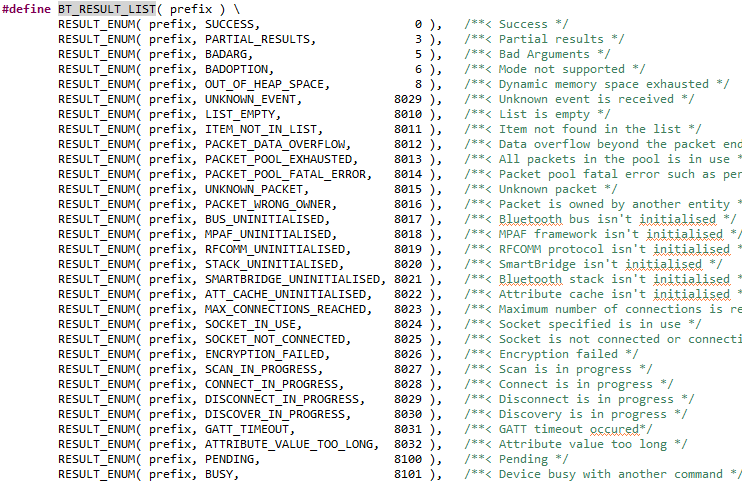 #define BT_RESULT_LIST( prefix ) \
RESULT_ENUM( prefix, SUCCESS, 0 ), /**< Success */
RESULT_ENUM( prefix, PARTIAL_RESULTS, 3 ), /**< Partial results */
RESULT_ENUM( prefix, BADARG, 5 ), /**< Bad Arguments */
RESULT_ENUM( prefix, BADOPTION, 6 ), /**< Mode not supported */
RESULT_ENUM( prefix, OUT_OF_HEAP_SPACE, 8 ), /**< Dynamic memory space exhausted */
RESULT_ENUM( prefix, UNKNOWN_EVENT, 8029 ), /**< Unknown event is received */
RESULT_ENUM( prefix, LIST_EMPTY, 8010 ), /**< List is empty */
RESULT_ENUM( prefix, ITEM_NOT_IN_LIST, 8011 ), /**< Item not found in the list */
RESULT_ENUM( prefix, PACKET_DATA_OVERFLOW, 8012 ), /**< Data overflow beyond the packet end
RESULT_ENUM( prefix, PACKET_POOL_EXHAUSTED, 8013 ), /**< All packets in the pool is in use *
RESULT_ENUM( prefix, PACKET_POOL_FATAL_ERROR, 8014 ), /**< Packet pool fatal error such as per
RESULT_ENUM( prefix, UNKNOWN_PACKET, 8015 ), /**< Unknown packet */
RESULT_ENUM( prefix, PACKET_WRONG_OWNER, 8016 ), /**< Packet is owned by another entity *
RESULT_ENUM( prefix, BUS_UNINITIALISED, 8017 ), /**< Bluetooth bus isn't initialised */
RESULT_ENUM( prefix, MPAF_UNINITIALISED, 8018 ), /**< MPAF framework isn't initialised */
RESULT_ENUM( prefix, RFCOMM_UNINITIALISED, 8019 ), /**< RFCOMM protocol isn't initialised *
RESULT_ENUM( prefix, STACK_UNINITIALISED, 8020 ), /**< SmartBridge isn't initialised */
RESULT_ENUM( prefix, SMARTBRIDGE_UNINITIALISED, 8021 ), /**< Bluetooth stack isn't initialised *
RESULT_ENUM( prefix, ATT_CACHE_UNINITIALISED, 8022 ), /**< Attribute cache isn't initialised *
RESULT_ENUM( prefix, MAX_CONNECTIONS_REACHED, 8023 ), /**< Maximum number of connections is re
RESULT_ENUM( prefix, SOCKET_IN_USE, 8024 ), /**< Socket specified is in use */
RESULT_ENUM( prefix, SOCKET_NOT_CONNECTED, 8025 ), /**< Socket is not connected or connecti
RESULT_ENUM( prefix, ENCRYPTION_FAILED, 8026 ), /**< Encryption failed */
RESULT_ENUM( prefix, SCAN_IN_PROGRESS, 8027 ), /**< Scan is in progress */
RESULT_ENUM( prefix, CONNECT_IN_PROGRESS, 8028 ), /**< Connect is in progress */
RESULT_ENUM( prefix, DISCONNECT_IN_PROGRESS, 8029 ), /**< Disconnect is in progress */
RESULT_ENUM( prefix, DISCOVER_IN_PROGRESS, 8030 ), /**< Discovery is in progress */
RESULT_ENUM( prefix, GATT_TIMEOUT, 8031 ), /**< GATT timeout occured*/
RESULT_ENUM( prefix, ATTRIBUTE_VALUE_TOO_LONG, 8032 ), /**< Attribute value too long */
RESULT_ENUM( prefix, PENDING, 8100 ), /**< Pending */
RESULT_ENUM( prefix, BUSY, 8101 ), /**< Device busy with another command */